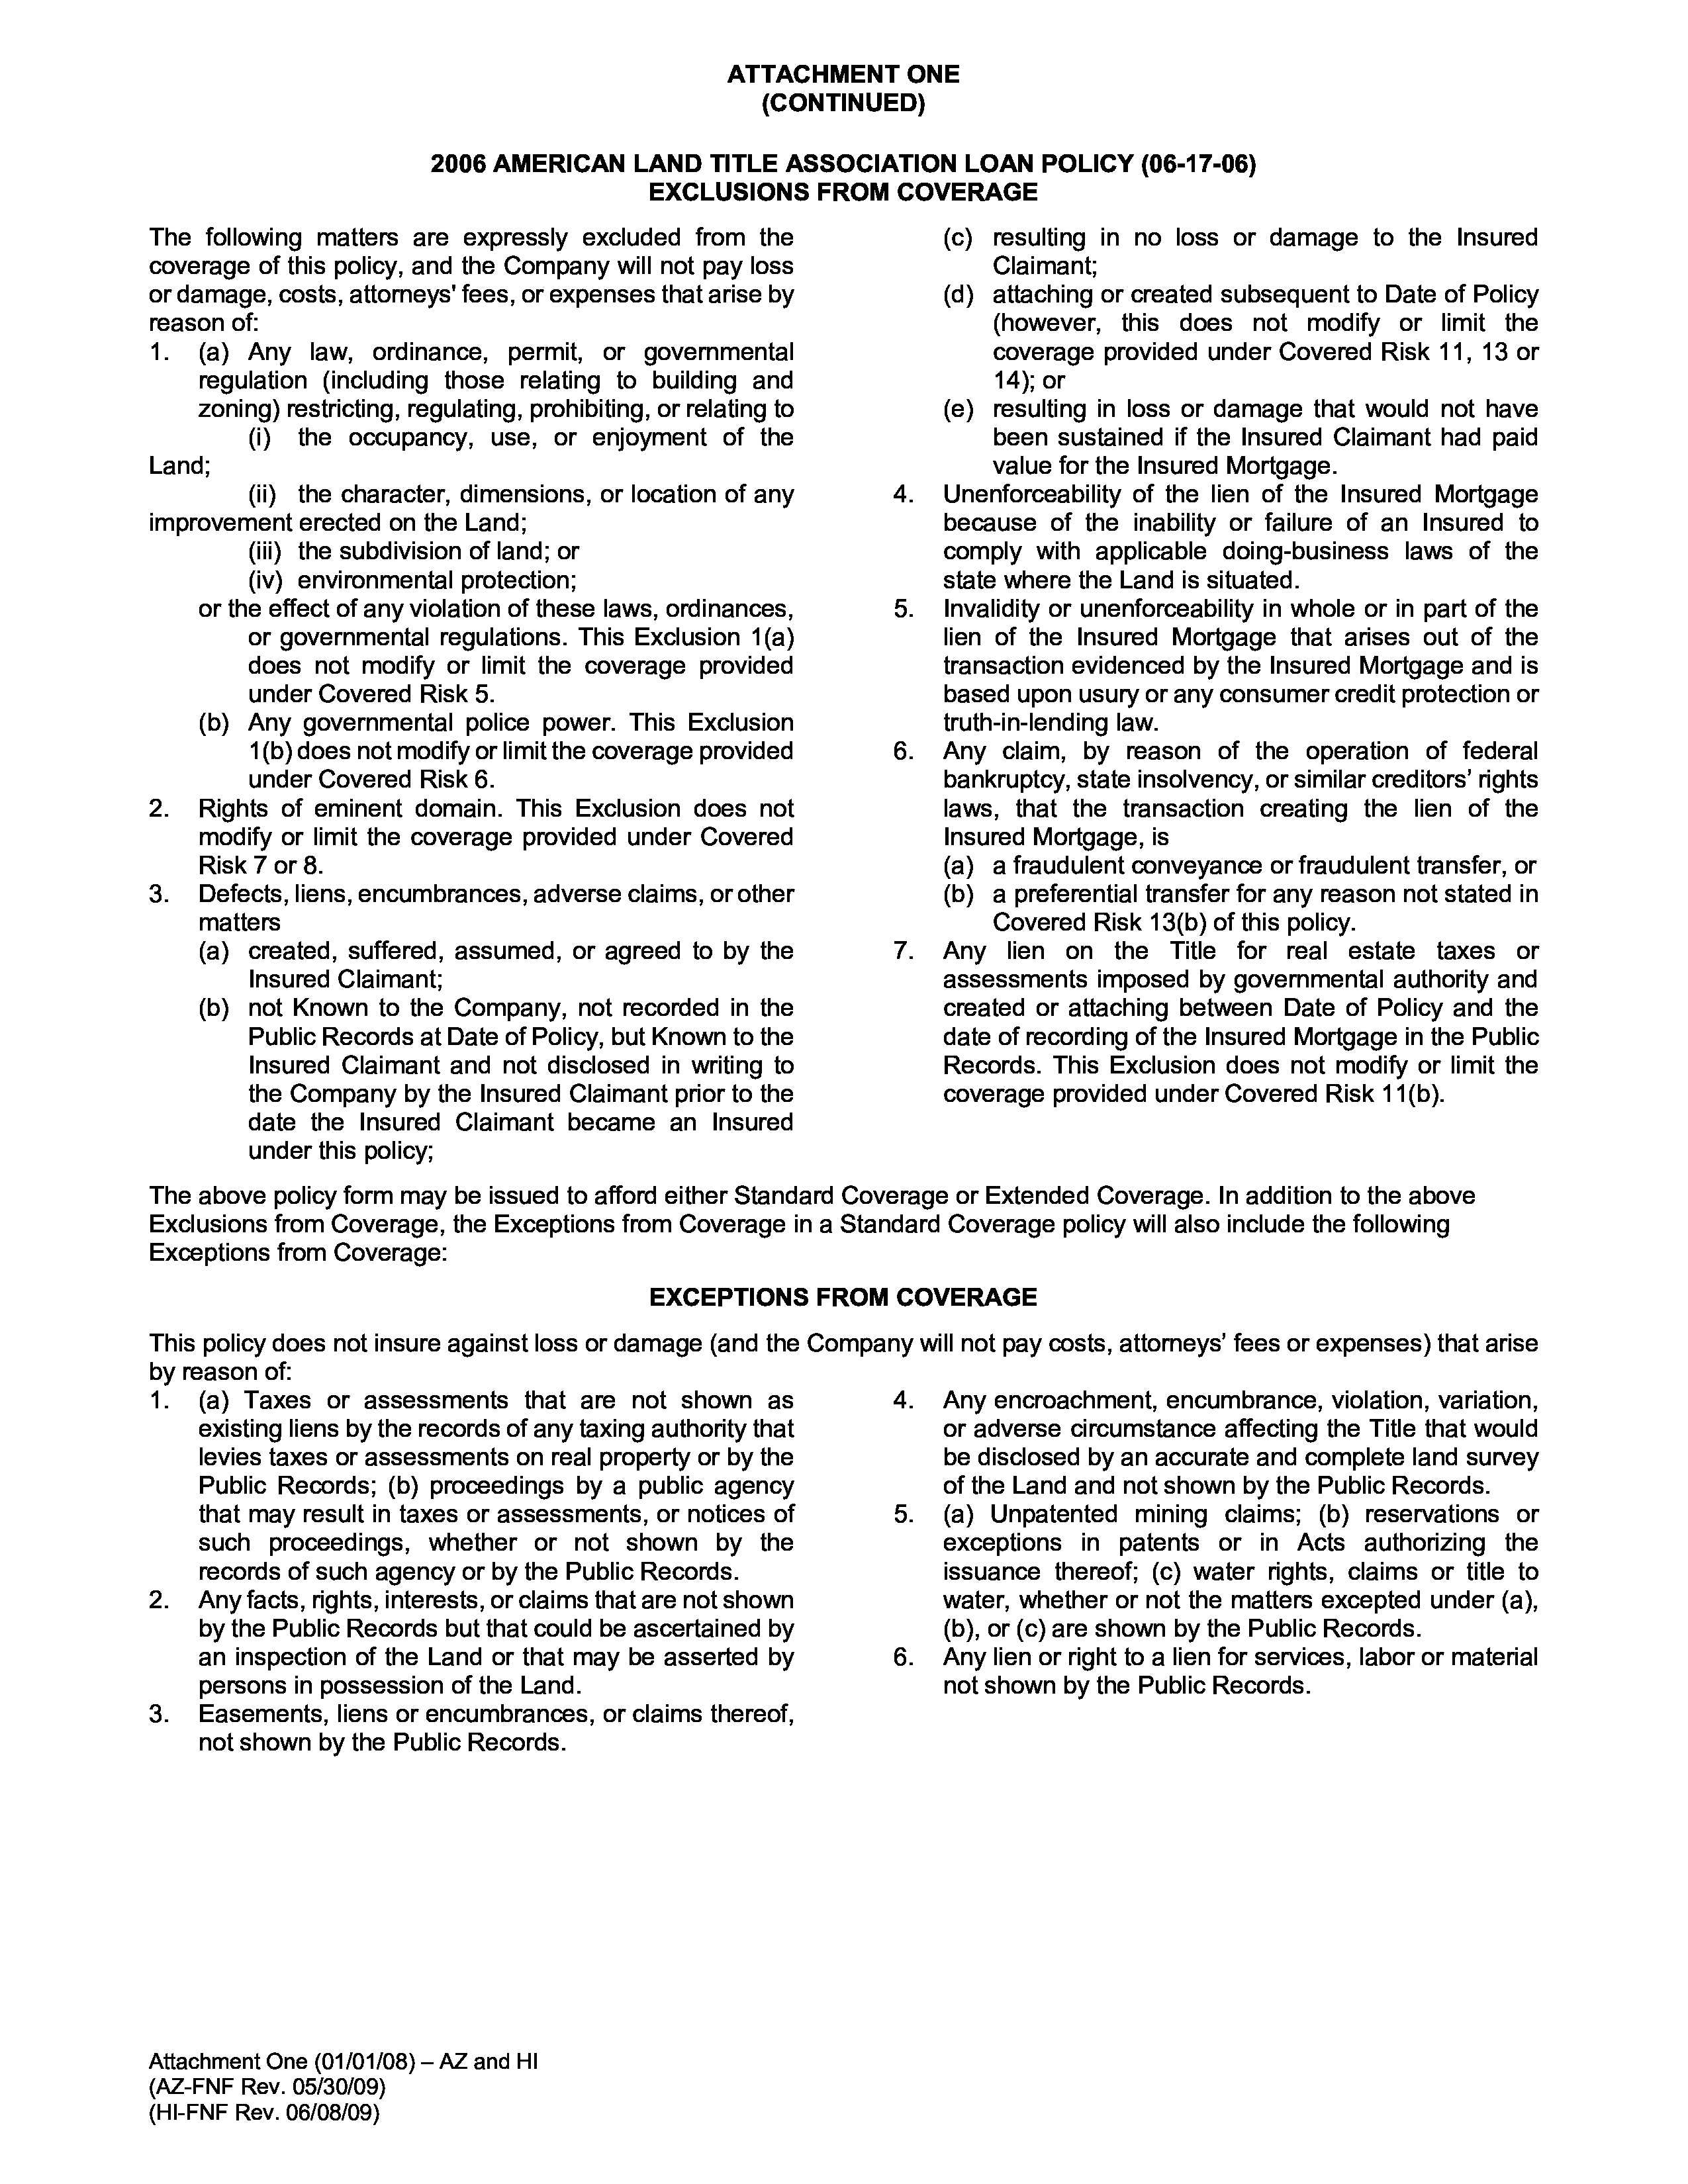 ATTACHMENT ONE
(CONTINUED)
2006 AMERICAN LAND TITLE ASSOCIATION LOAN POLICY (06-17-06)
EXCLUSIONS FROM COVERAGE
The following matters are expressly excluded from the
coverage of this policy, and the Company will not pay loss
or damage, costs, attorneys' fees, or expenses that arise by
reason of:
1. (a) Any law, ordinance, permit, or governmental
regulation (including those relating to building and
zoning) restricting, regulating, prohibiting, or relating to
(i) the occupancy, use, or enjoyment of the
Land;
(ii) the character, dimensions, or location of any
improvement erected on the Land;
(iii) the subdivision of land; or
(iv) environmental protection;
or the effect of any violation of these laws, ordinances,
or governmental regulations. This Exclusion 1(a)
does not modify or limit the coverage provided
under Covered Risk 5.
(b) Any governmental police power. This Exclusion
1(b) does not modify or limit the coverage provided
under Covered Risk 6.
2. Rights of eminent domain. This Exclusion does not
modify or limit the coverage provided under Covered
Risk 7 or 8.
3. Defects, liens, encumbrances, adverse claims, or other
matters
(a) created, suffered, assumed, or agreed to by the
Insured Claimant;
(b) not Known to the Company, not recorded in the
Public Records at Date of Policy, but Known to the
Insured Claimant and not disclosed in writing to
the Company by the Insured Claimant prior to the
date the Insured Claimant became an Insured
under this policy;
(c) resulting in no loss or damage to the Insured
Claimant;
(d) attaching or created subsequent to Date of Policy
(however, this does not modify or limit the
coverage provided under Covered Risk 11, 13 or
14); or
(e) resulting in loss or damage that would not have
been sustained if the Insured Claimant had paid
value for the Insured Mortgage.
4. Unenforceability of the lien of the Insured Mortgage
because of the inability or failure of an Insured to
comply with applicable doing-business laws of the
state where the Land is situated.
5. Invalidity or unenforceability in whole or in part of the
lien of the Insured Mortgage that arises out of the
transaction evidenced by the Insured Mortgage and is
based upon usury or any consumer credit protection or
truth-in-lending law.
6. Any claim, by reason of the operation of federal
bankruptcy, state insolvency, or similar creditors’ rights
laws, that the transaction creating the lien of the
Insured Mortgage, is
(a) a fraudulent conveyance or fraudulent transfer, or
(b) a preferential transfer for any reason not stated in
Covered Risk 13(b) of this policy.
7. Any lien on the Title for real estate taxes or
assessments imposed by governmental authority and
created or attaching between Date of Policy and the
date of recording of the Insured Mortgage in the Public
Records. This Exclusion does not modify or limit the
coverage provided under Covered Risk 11(b).
The above policy form may be issued to afford either Standard Coverage or Extended Coverage. In addition to the above
Exclusions from Coverage, the Exceptions from Coverage in a Standard Coverage policy will also include the following
Exceptions from Coverage:
EXCEPTIONS FROM COVERAGE
This policy does not insure against loss or damage (and the Company will not pay costs, attorneys’ fees or expenses) that arise
by reason of:
1. (a) Taxes or assessments that are not shown as
existing liens by the records of any taxing authority that
levies taxes or assessments on real property or by the
Public Records; (b) proceedings by a public agency
that may result in taxes or assessments, or notices of
such proceedings, whether or not shown by the
records of such agency or by the Public Records.
2. Any facts, rights, interests, or claims that are not shown
by the Public Records but that could be ascertained by
an inspection of the Land or that may be asserted by
persons in possession of the Land.
3. Easements, liens or encumbrances, or claims thereof,
not shown by the Public Records.
4. Any encroachment, encumbrance, violation, variation,
or adverse circumstance affecting the Title that would
be disclosed by an accurate and complete land survey
of the Land and not shown by the Public Records.
5. (a) Unpatented mining claims; (b) reservations or
exceptions in patents or in Acts authorizing the
issuance thereof; (c) water rights, claims or title to
water, whether or not the matters excepted under (a),
(b), or (c) are shown by the Public Records.
6. Any lien or right to a lien for services, labor or material
not shown by the Public Records.
Attachment One (01/01/08) – AZ and HI
(AZ-FNF Rev. 05/30/09)
(HI-FNF Rev. 06/08/09)